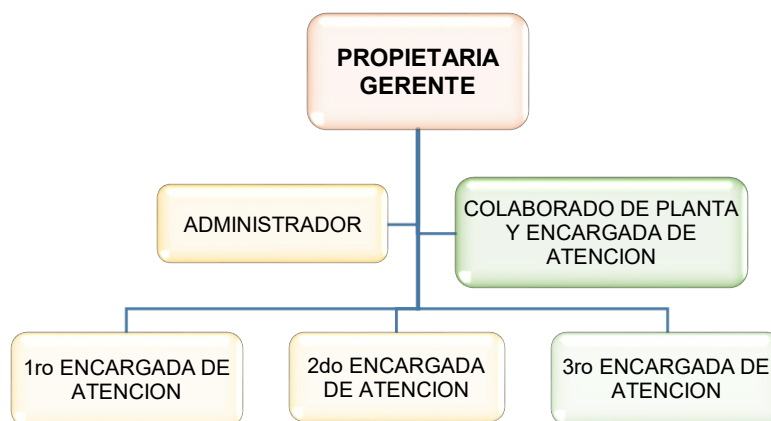 PROPIETARIA
GERENTE
ADMINISTRADOR
COLABORADO DE PLANTA
Y ENCARGADA DE
ATENCION
1ro ENCARGADA DE
ATENCION
2do ENCARGADA
DE ATENCION
3ro ENCARGADA DE
ATENCION